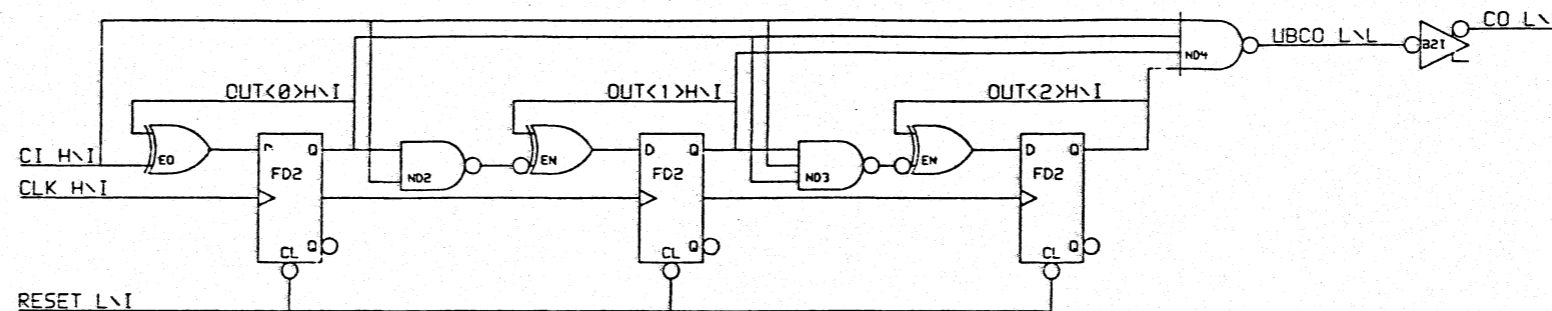 UBCO L\L
CO L\
ND4
B2I
OUT<0>H\I
OUT<1>H\I
OUT<2>H\I
CI H\I
EO
D Q
ND2
EN
D Q
ND3
EN
D Q
FD2
FD2
FD2
CLK H\I
Q
Q
Q
CL
CL
CL
RESET L\I